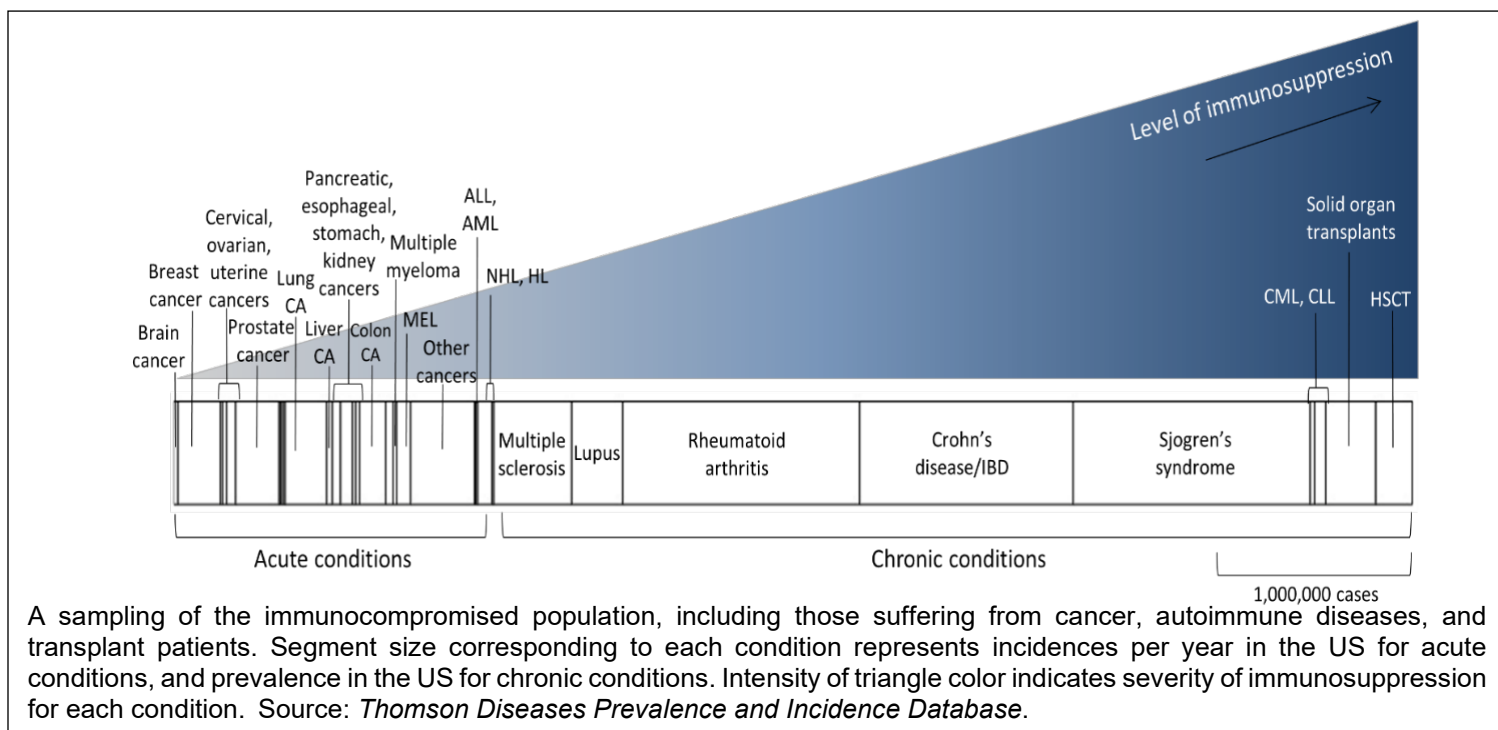 Level of immunosuppression
Solid organ
transplants
Pancreatic,
esophageal,
stomach,
kidney
cancers
ALL,
AML
Cervical,
ovarian,
uterine
cancers
Multiple
myeloma
Breast
cancer
Lung
CA
NHL, HL
CML, CLL
HSCT
Brain
cancer
Prostate
cancer
Liver
CA
Colon
CA
MEL
Other
cancers
Multiple
sclerosis
Lupus
Rheumatoid
arthritis
Crohn's
disease/IBD
Sjogren's
syndrome
Acute conditions
Chronic conditions
1,000,000 cases
A sampling of the immunocompromised population, including those suffering from cancer, autoimmune diseases, and
transplant patients. Segment size corresponding to each condition represents incidences per year in the US for acute
conditions, and prevalence in the US for chronic conditions. Intensity of triangle color indicates severity of immunosuppression
for each condition. Source: Thomson Diseases Prevalence and Incidence Database.